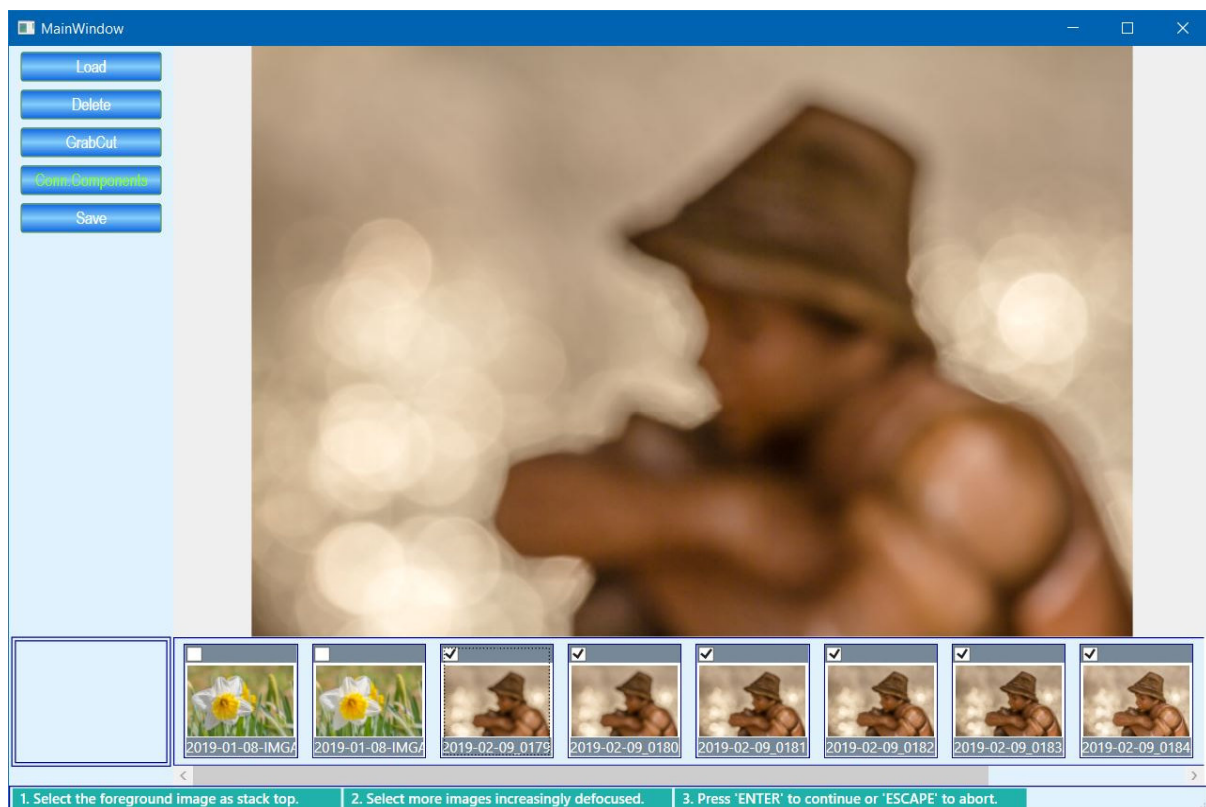 MainWindow
Load
Delete
GrabCut
Conn.Components
Save
2019-01-08-IMGA
2019-01-08-IMGA
2019-02-09_0179
2019-02-09_0180
2019-02-09_0181
2019-02-09_0182
2019-02-09_0183
2019-02-09_0184
1. Select the foreground image as stack top.
2. Select more images increasingly defocused.
3. Press 'ENTER' to continue or 'ESCAPE' to abort.